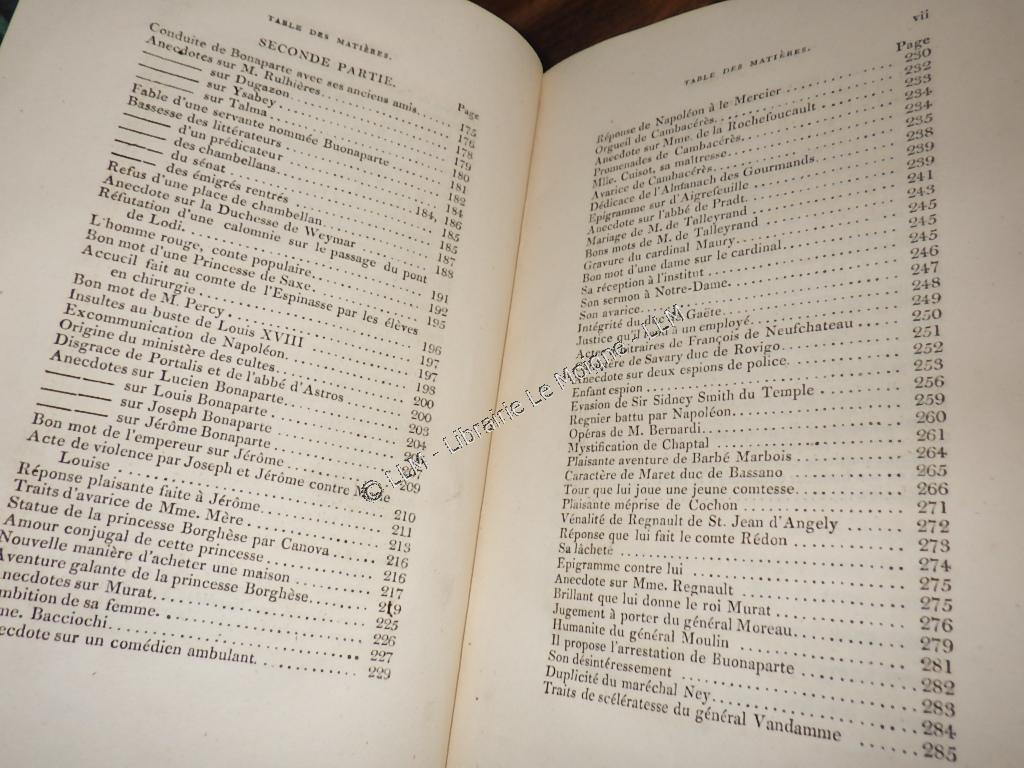 TABLE DES MATIÈRES.
SECONDE PARTIE.
Page
Conduite de Bonaparte avec ses anciens amis. 175
Anecdotes sur M. Rulhières. 176
——— sur Dugazon 178
——— sur Ysabey 179
——— sur Talma 180
Fable d'une servante nommée Buonaparte 181
Bassesse des littérateurs 182
——— d'un prédicateur 184
——— des chambellans. 184, 186
——— du sénat 185
——— des émigrés rentrés 185
Refus d'une place de chambellan 187
Anecdote sur la Duchesse de Weymar 188
Réfutation d'une calomnie sur le passage du pont
de Lodi. 191
L'homme rouge, conte populaire. 192
Bon mot d'une Princesse de Saxe. 195
Accueil fait au comte de l'Espinasse par les élèves
en chirurgie 196
Bon mot de M. Percy. 197
Insultes au buste de Louis XVIII 197
Excommunication de Napoléon. 198
Origine du ministère des cultes. 200
Disgrace de Portalis et de l'abbé d'Astros 200
Anecdotes sur Lucien Bonaparte. 203
——— sur Louis Bonaparte 204
——— sur Joseph Bonaparte
——— sur Jérôme Bonaparte
Bon mot de l'empereur sur Jérôme 209
Acte de violence par Joseph et Jérôme contre
Louise 210
Réponse plaisante faite à Jérôme. 211
Traits d'avarice de Mme. Mère 213
Statue de la princesse Borghèse par Canova 216
Amour conjugal de cette princesse 216
Nouvelle manière d'acheter une maison 217
Aventure galante de la princesse Borghèse. 219
necdotes sur Murat. 225
mbition de sa femme. 226
me. Bacciochi. 227
ecdote sur un comédien ambulant. 229
vii
TABLE DES MATIÈRES.
Page
Réponse de Napoléon à le Mercier 230
Orgueil de Cambacérès. 232
Anecdote sur Mme. de la Rochefoucault 233
Promenades de Cambacérès. 234
Mlle. Cuisot, sa maîtresse. 234
Avarice de Cambacérès. 235
Dédicace de l'Almanach des Gourmands. 238
Epigramme sur d'Aigrefeuille 239
Anecdote sur l'abbé de Pradt. 239
Mariage de M. de Talleyrand 241
Bons mots de M. de Talleyrand 243
Gravure du cardinal Maury. 245
Bon mot d'une dame sur le cardinal. 245
Sa réception à l'institut 245
Son sermon à Notre-Dame. 246
Son avarice. 247
Intégrité du duc de Gaëte. 248
Justice qu'il rend à un employé. 249
Actes arbitraires de François de Neufchateau 250
Caractère de Savary duc de Rovigo. 251
Anecdote sur deux espions de police. 252
Enfant espion 253
Evasion de Sir Sidney Smith du Temple 256
Regnier battu par Napoléon. 259
Opéras de M. Bernardi. 260
Mystification de Chaptal 261
Plaisante aventure de Barbé Marbois 264
Caractère de Maret duc de Bassano 265
Tour que lui joue une jeune comtesse. 266
Plaisante méprise de Cochon 271
Vénalité de Regnault de St. Jean d'Angely 272
Réponse que lui fait le comte Rédon 273
Sa lâcheté 274
Epigramme contre lui 275
Anecdote sur Mme. Regnault 275
Brillant que lui donne le roi Murat 276
Jugement à porter du général Moreau. 279
Humanite du général Moulin 281
Il propose l'arrestation de Buonaparte 282
Son désintéressement 283
Duplicité du maréchal Ney. 284
Traits de scélératesse du général Vandamme 285
© LLM - Librairie Le Moigne - LLM